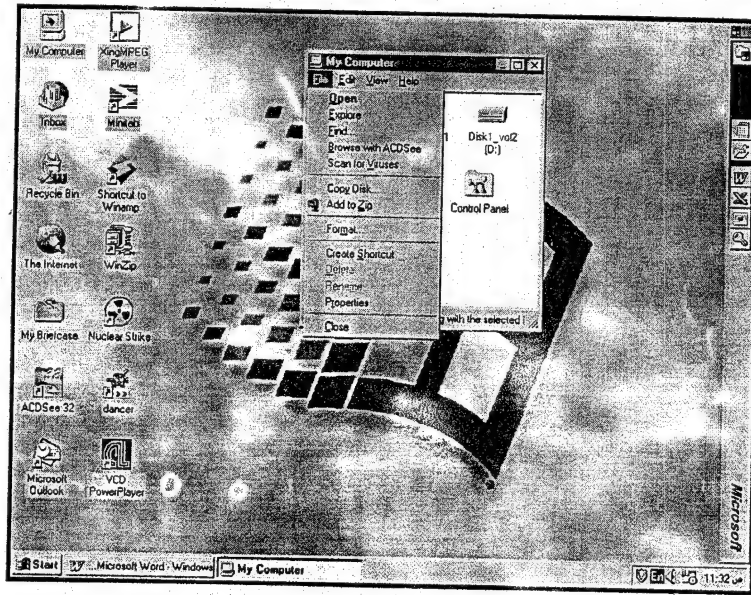 My Computer
XingMPEG
Player
Inbox
Minitab
Recycle Bin
Shortcut to
Winamp
The Internet
WinZip
My Briefcase
Nuclear Strike
ACDSee 32
dancer
Microsoft
Outlook
VCD
PowerPlayer
My Computer
File Edit View Help
Open
Explore
Find...
Browse with ACDSee
Scan for Viruses
Copy Disk
Add to Zip
Format...
Create Shortcut
Delete
Rename
Properties
Close
Disk1_vol2
(D:)
Control Panel
with the selected
Microsoft
Start
...Microsoft Word - Windows
My Computer
En
11:32